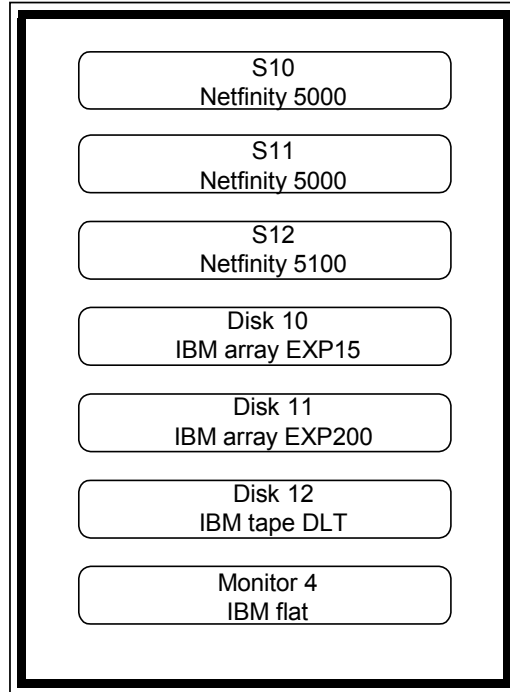 S10
Netfinity 5000
S11
Netfinity 5000
S12
Netfinity 5100
Disk 10
IBM array EXP15
Disk 11
IBM array EXP200
Disk 12
IBM tape DLT
Monitor 4
IBM flat